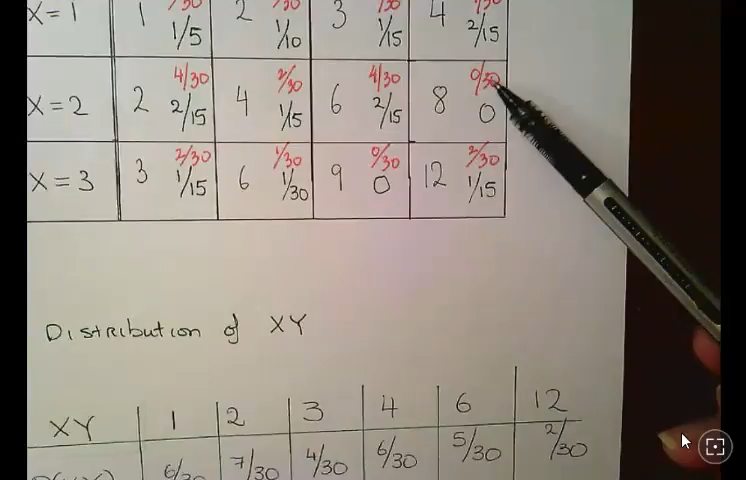 X=1 1 1/5 2 1/10 3 1/15 4 2/15
4/30 2/30 4/30 0/30
X=2 2 2/15 4 1/15 6 2/15 8 0
2/30 1/30 0/30 2/30
X=3 3 1/15 6 1/30 9 0 12 1/15
Distribution of XY
XY 1 2 3 4 6 12
6/30 7/30 4/30 6/30 5/30 2/30